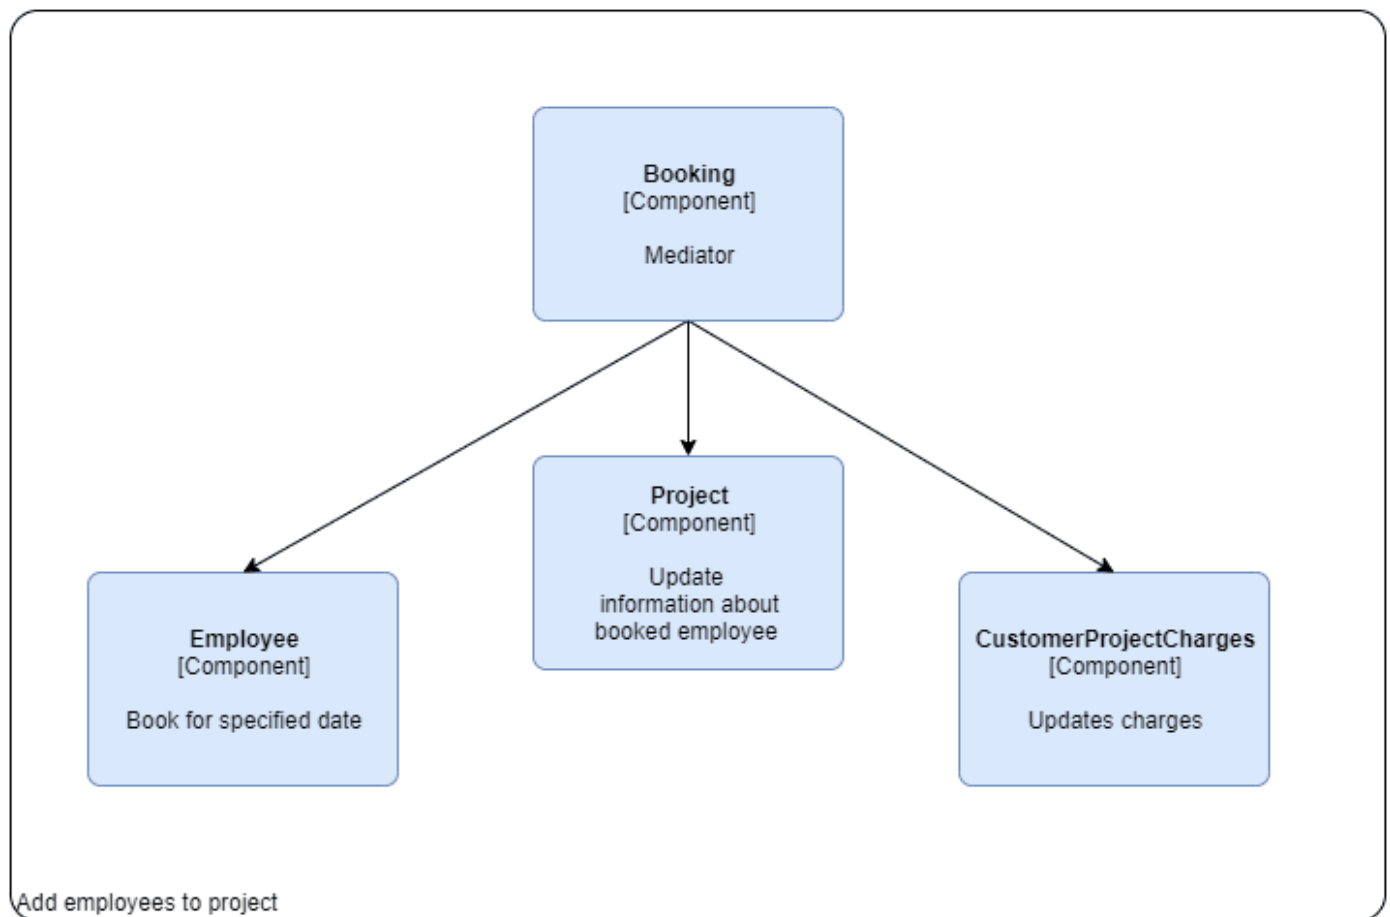 Booking
[Component]
Mediator
Project
[Component]
Update
information about
booked employee
Employee
[Component]
Book for specified date
CustomerProjectCharges
[Component]
Updates charges
Add employees to project